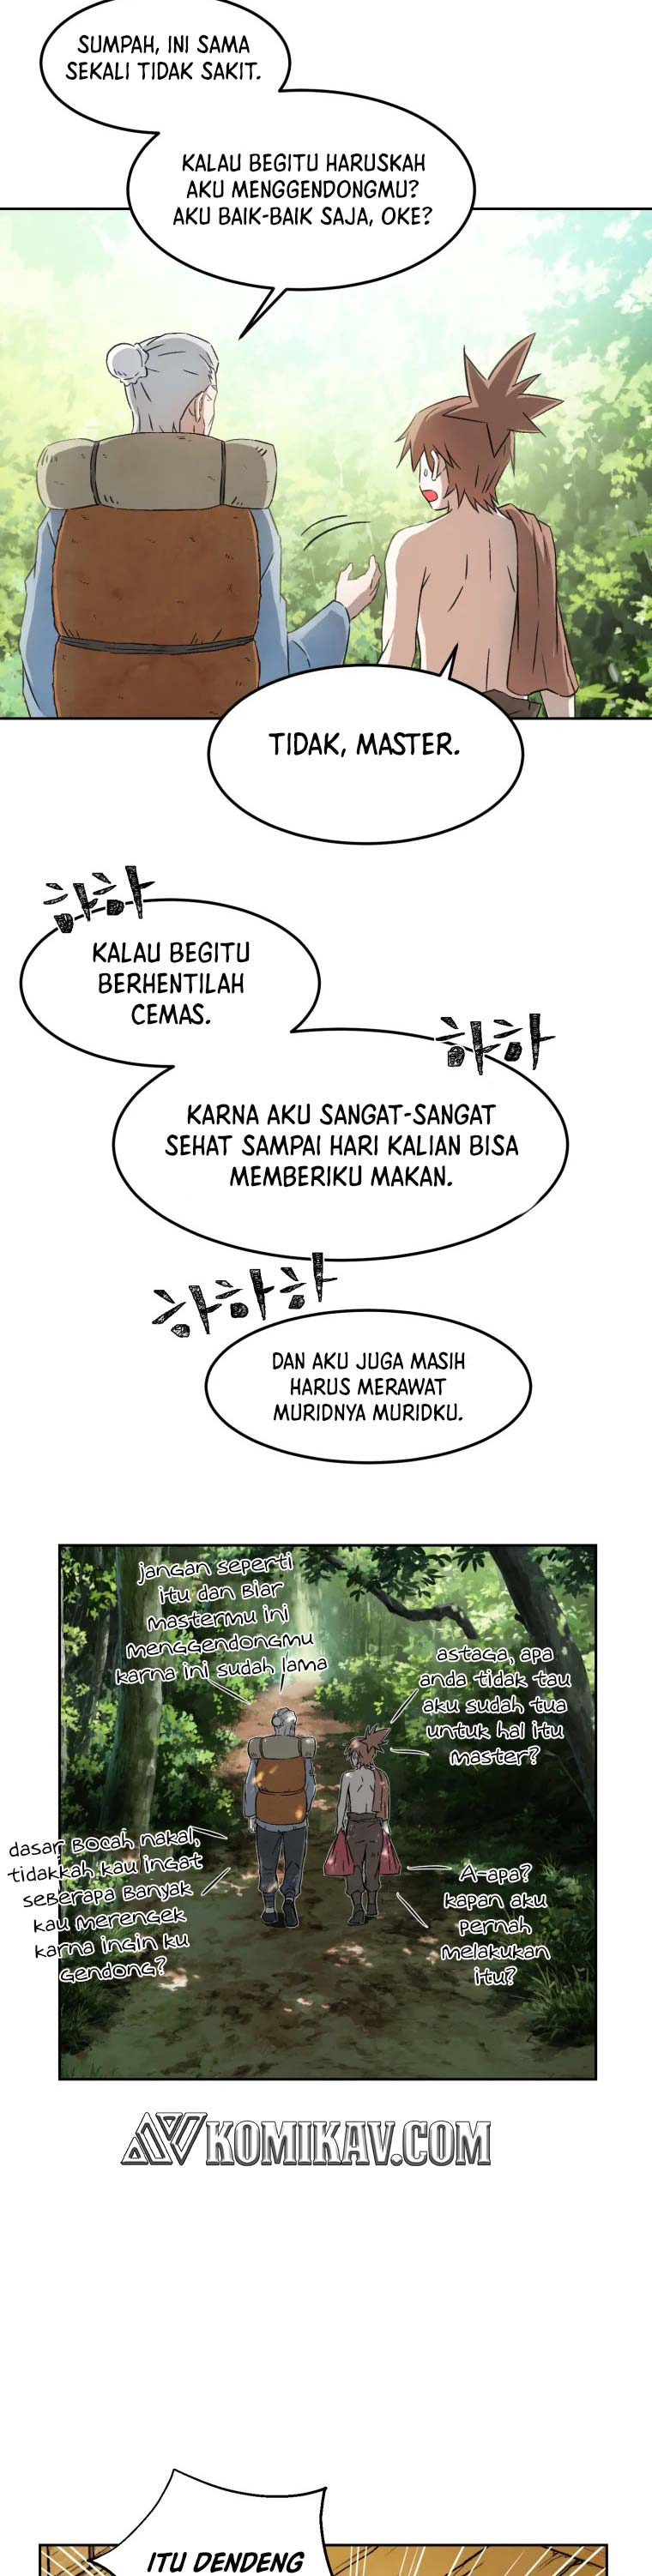 SUMPAH, INI SAMA
SEKALI TIDAK SAKIT.
KALAU BEGITU HARUSKAH
AKU MENGGENDONGMU?
AKU BAIK-BAIK SAJA, OKE?
TIDAK, MASTER.
하하
KALAU BEGITU
BERHENTILAH
CEMAS.
하하
KARNA AKU SANGAT-SANGAT
SEHAT SAMPAI HARI KALIAN BISA
MEMBERIKU MAKAN.
하하하
DAN AKU JUGA MASIH
HARUS MERAWAT
MURIDNYA MURIDKU.
jangan seperti
itu dan Biar
mastermu ini
menggendongmu
karna ini sudah lama
astaga, apa
anda tidak tau
aku sudah tua
untuk hal itu
master?
dasar Bocah nakal,
tidakkah kau ingat
seBerapa Banyak
kau merengek
karna ingin ku
gendong?
A-apa?
kapan aku
pernah
melakukan
itu?
KOMIKAV.COM
ITU DENDENG